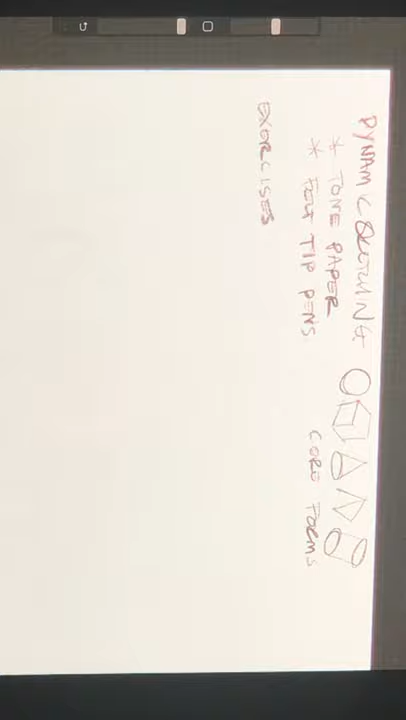 DYNAMIC SKETCHING
* TONE PAPER
* FELT TIP PENS
CORE FORMS
EXERCISES